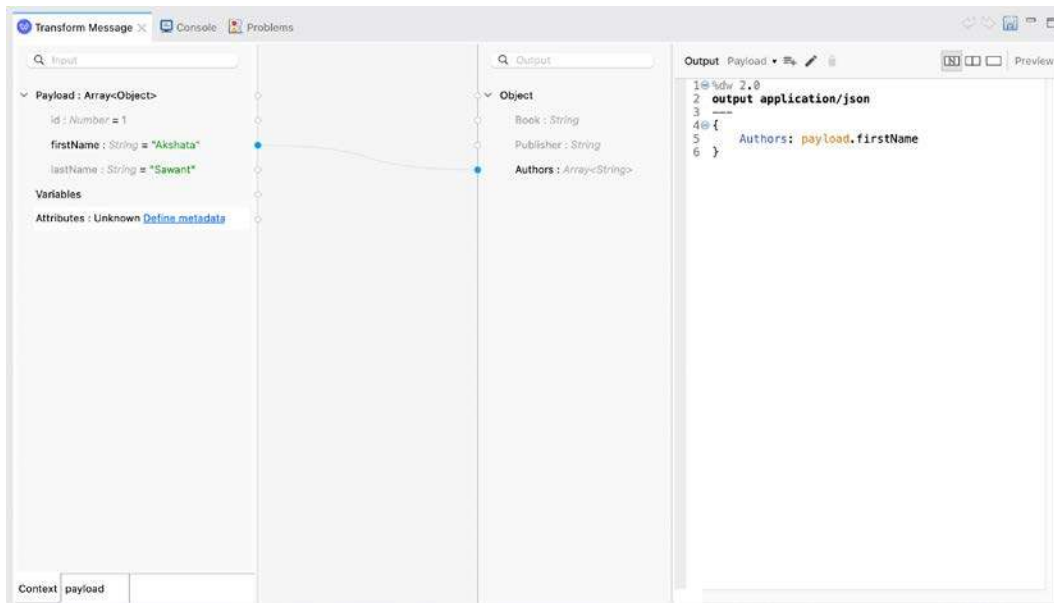 Transform Message
Console
Problems
Input
Payload : Array<Object>
id : Number = 1
firstName : String = "Akshata"
lastName : String = "Sawant"
Variables
Attributes : Unknown Define metadata
Context payload
Output
Object
Book : String
Publisher : String
Authors : Array<String>
Output Payload
Preview
1 %dw 2.0
2 output application/json
3 ---
4 {
5 Authors: payload.firstName
6 }